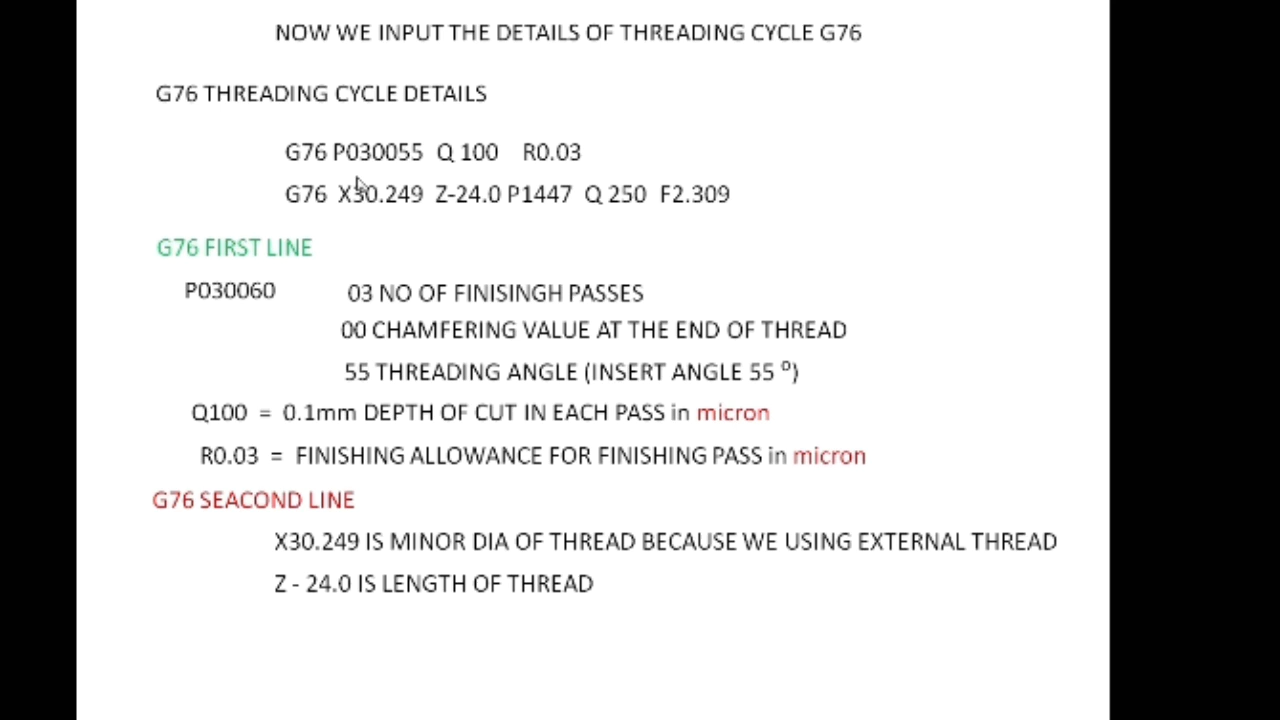 NOW WE INPUT THE DETAILS OF THREADING CYCLE G76
G76 THREADING CYCLE DETAILS
G76 P030055 Q 100 R0.03
G76 X30.249 Z-24.0 P1447 Q 250 F2.309
G76 FIRST LINE
P030060 03 NO OF FINISINGH PASSES
00 CHAMFERING VALUE AT THE END OF THREAD
55 THREADING ANGLE (INSERT ANGLE 55 º)
Q100 = 0.1mm DEPTH OF CUT IN EACH PASS in micron
R0.03 = FINISHING ALLOWANCE FOR FINISHING PASS in micron
G76 SEACOND LINE
X30.249 IS MINOR DIA OF THREAD BECAUSE WE USING EXTERNAL THREAD
Z - 24.0 IS LENGTH OF THREAD